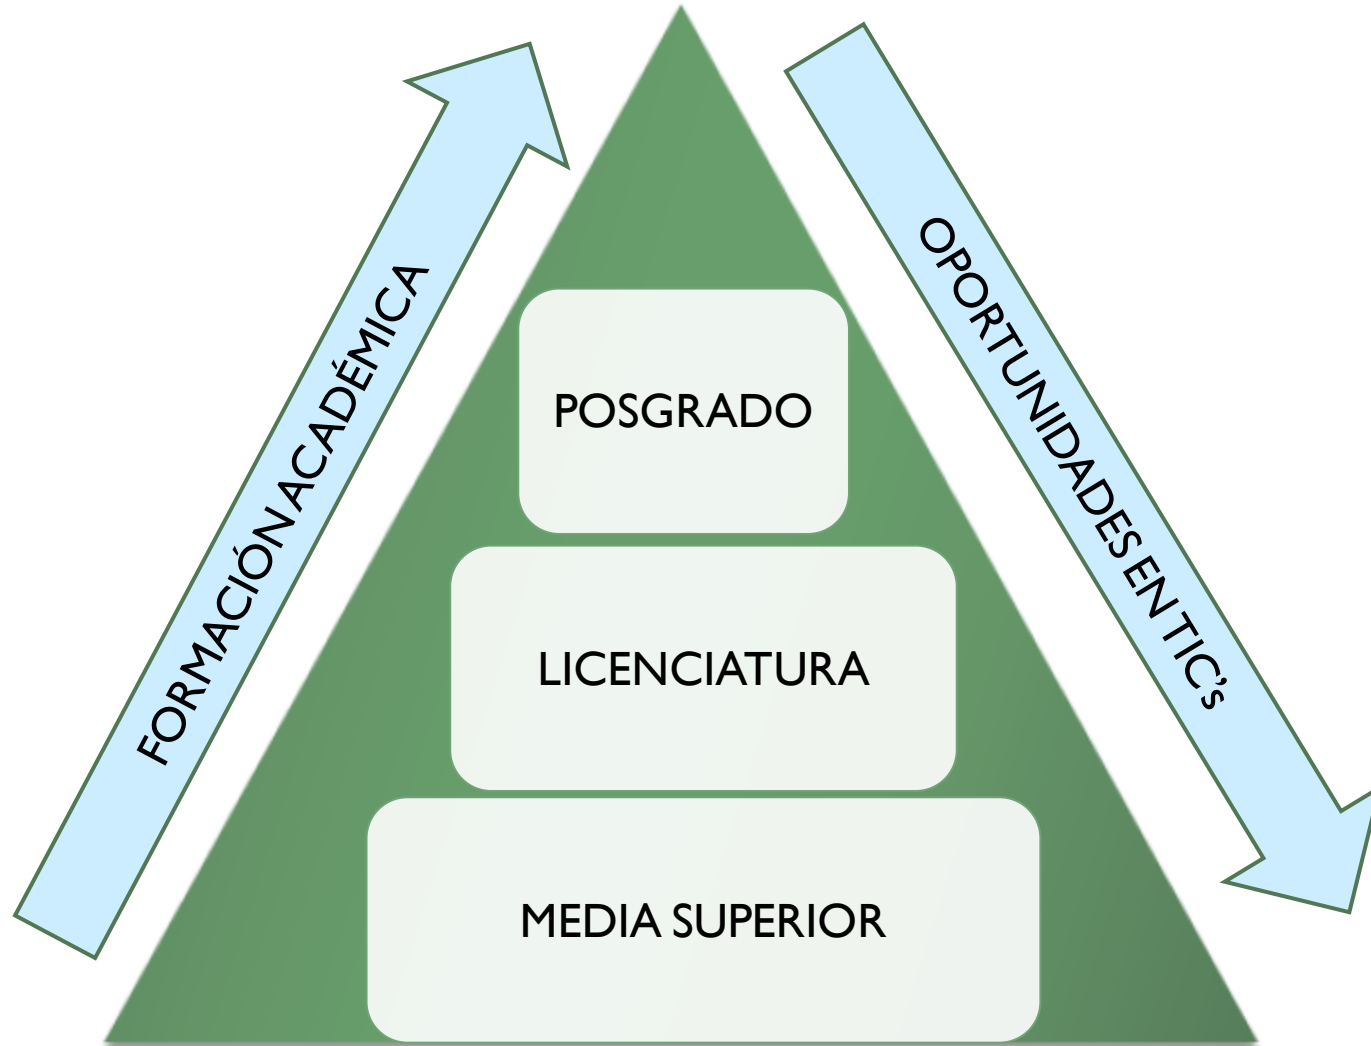 FORMACIÓN ACADÉMICA
OPORTUNIDADES EN TIC's
POSGRADO
LICENCIATURA
MEDIA SUPERIOR